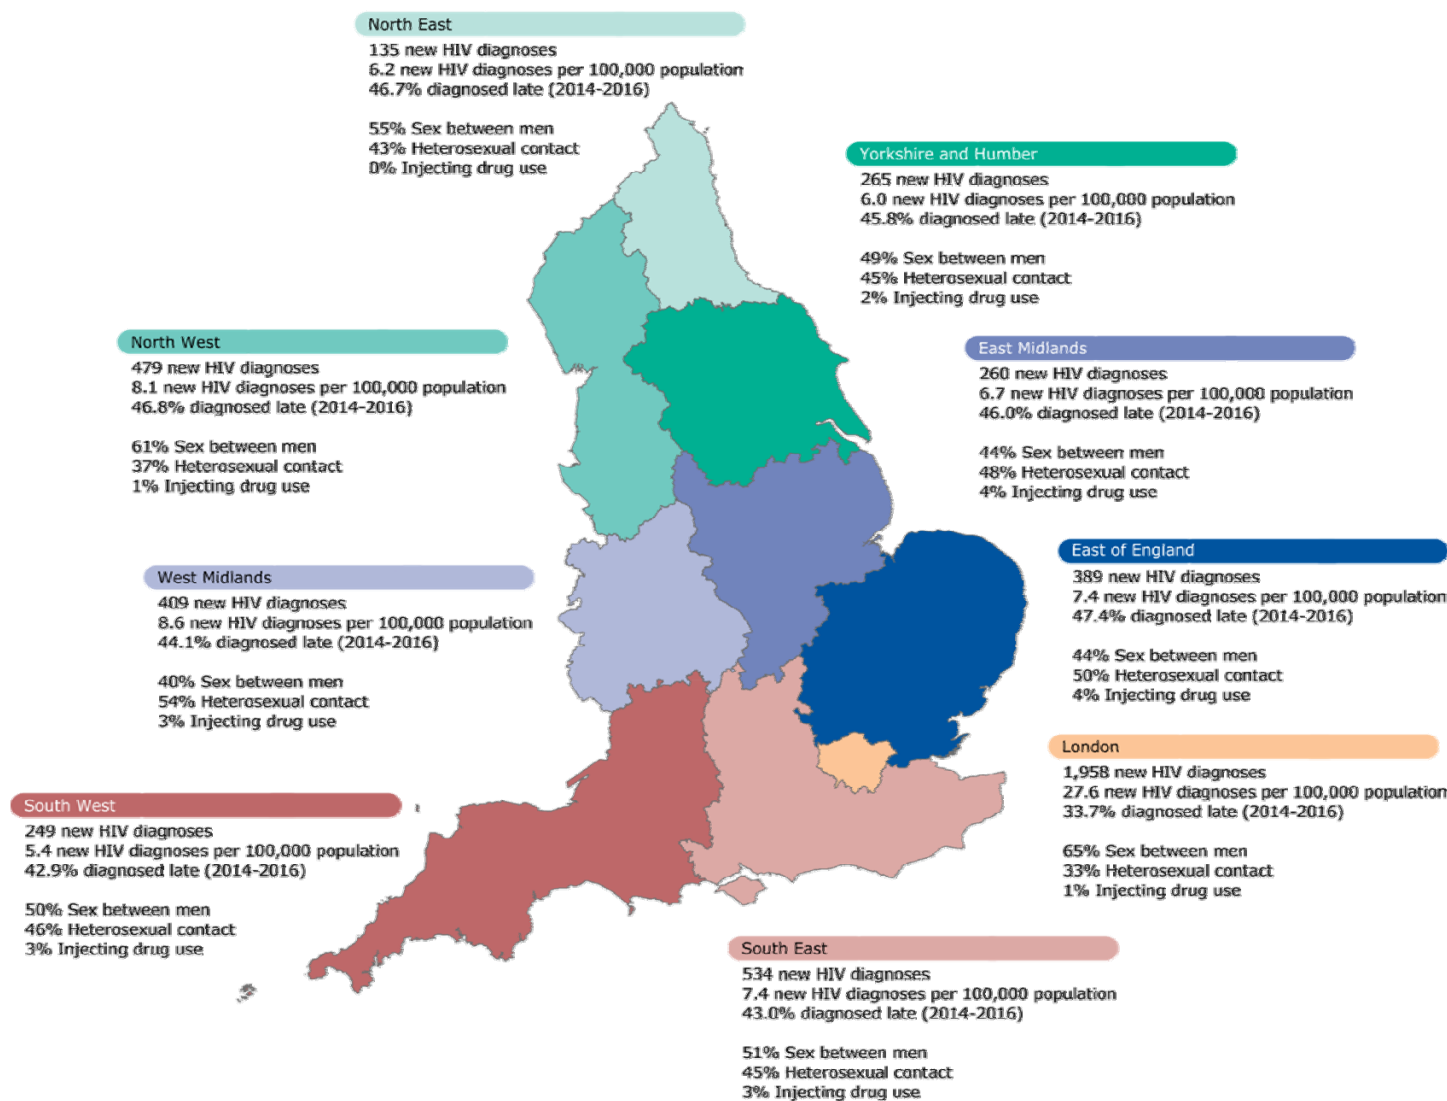 North East
135 new HIV diagnoses
6.2 new HIV diagnoses per 100,000 population
46.7% diagnosed late (2014-2016)
55% Sex between men
43% Heterosexual contact
0% Injecting drug use
Yorkshire and Humber
265 new HIV diagnoses
6.0 new HIV diagnoses per 100,000 population
45.8% diagnosed late (2014-2016)
49% Sex between men
45% Heterosexual contact
2% Injecting drug use
North West
479 new HIV diagnoses
8.1 new HIV diagnoses per 100,000 population
46.8% diagnosed late (2014-2016)
61% Sex between men
37% Heterosexual contact
1% Injecting drug use
East Midlands
260 new HIV diagnoses
6.7 new HIV diagnoses per 100,000 population
46.0% diagnosed late (2014-2016)
44% Sex between men
48% Heterosexual contact
4% Injecting drug use
West Midlands
409 new HIV diagnoses
8.6 new HIV diagnoses per 100,000 population
44.1% diagnosed late (2014-2016)
40% Sex between men
54% Heterosexual contact
3% Injecting drug use
East of England
389 new HIV diagnoses
7.4 new HIV diagnoses per 100,000 population
47.4% diagnosed late (2014-2016)
44% Sex between men
50% Heterosexual contact
4% Injecting drug use
London
1,958 new HIV diagnoses
27.6 new HIV diagnoses per 100,000 population
33.7% diagnosed late (2014-2016)
65% Sex between men
33% Heterosexual contact
1% Injecting drug use
South West
249 new HIV diagnoses
5.4 new HIV diagnoses per 100,000 population
42.9% diagnosed late (2014-2016)
50% Sex between men
46% Heterosexual contact
3% Injecting drug use
South East
534 new HIV diagnoses
7.4 new HIV diagnoses per 100,000 population
43.0% diagnosed late (2014-2016)
51% Sex between men
45% Heterosexual contact
3% Injecting drug use